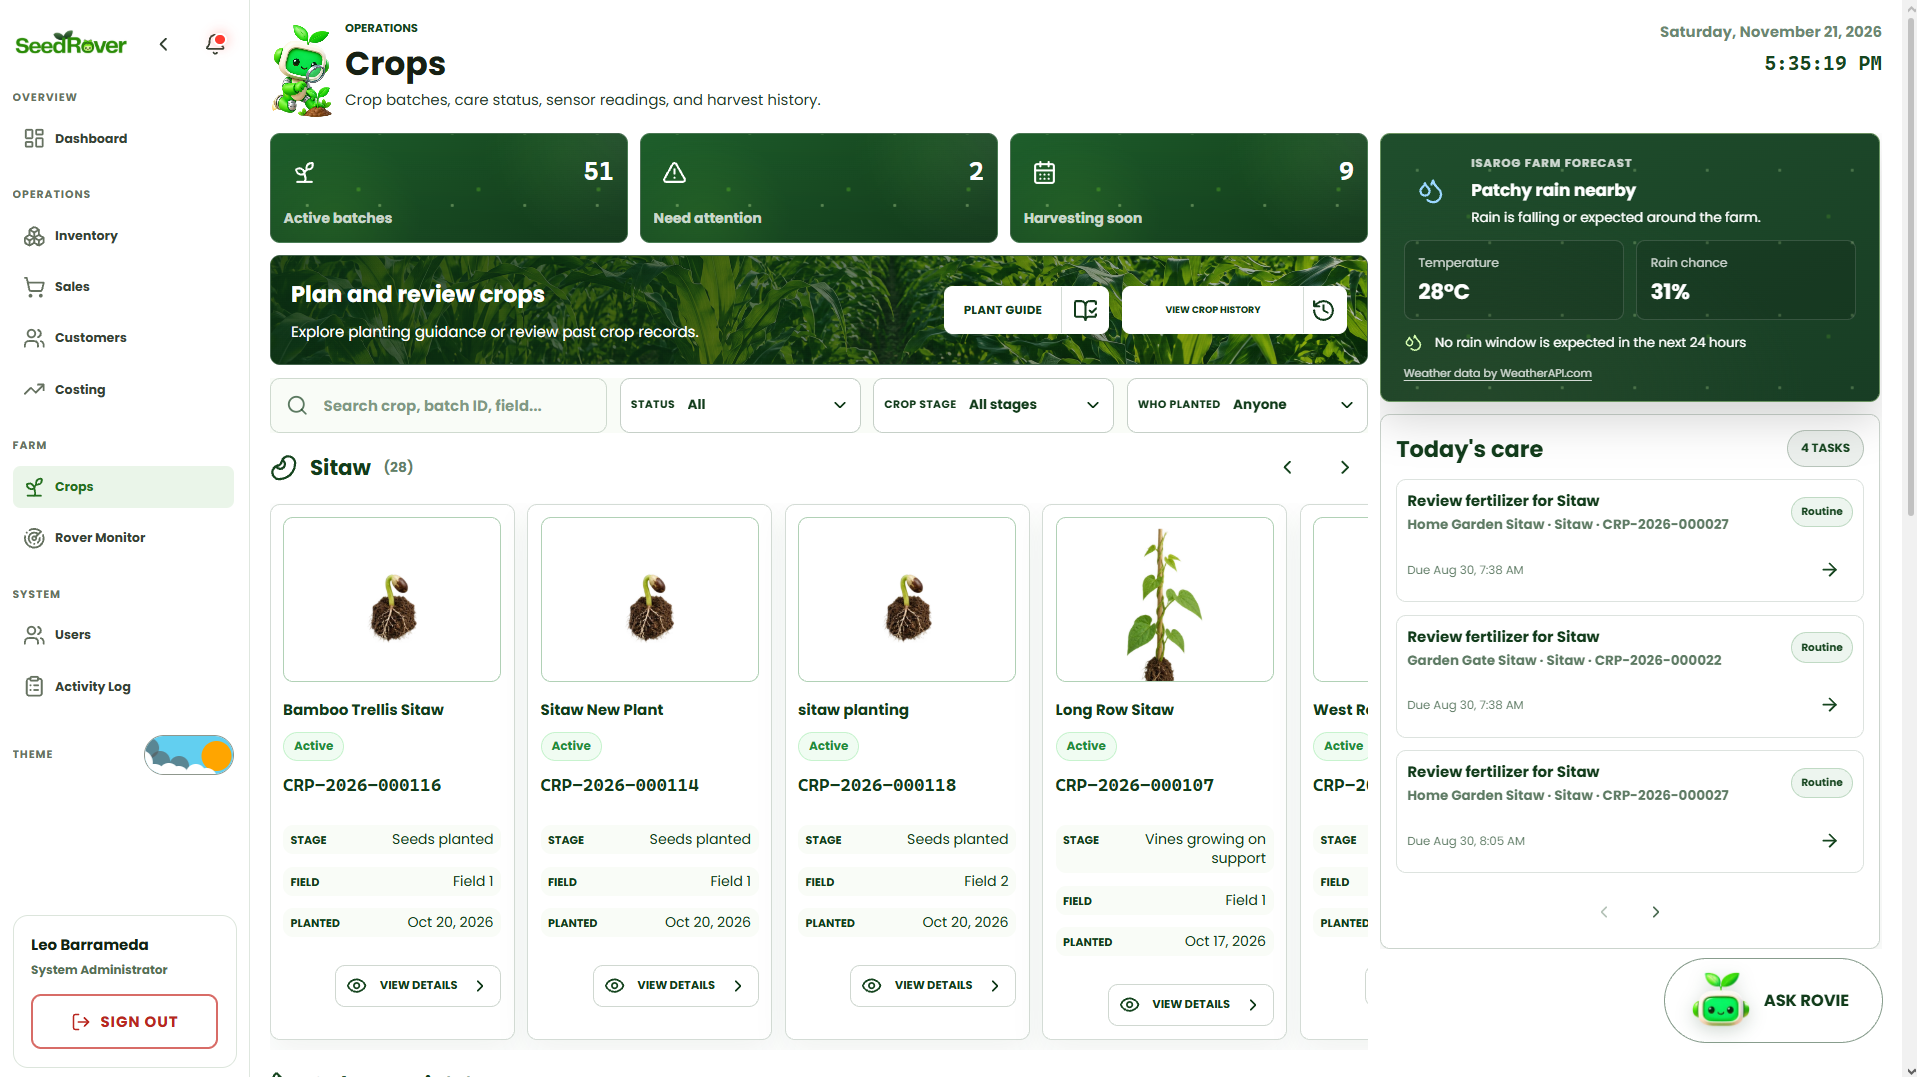 SeedRover
OVERVIEW
Dashboard
OPERATIONS
Inventory
Sales
Customers
Costing
FARM
Crops
Rover Monitor
SYSTEM
Users
Activity Log
THEME
Leo Barrameda
System Administrator
SIGN OUT
OPERATIONS
Crops
Crop batches, care status, sensor readings, and harvest history.
Saturday, November 21, 2026
5:35:19 PM
51
Active batches
2
Need attention
9
Harvesting soon
Plan and review crops
Explore planting guidance or review past crop records.
PLANT GUIDE
VIEW CROP HISTORY
Search crop, batch ID, field...
STATUS All
CROP STAGE All stages
WHO PLANTED Anyone
Sitaw (28)
Bamboo Trellis Sitaw
Active
CRP-2026-000116
STAGE Seeds planted
FIELD Field 1
PLANTED Oct 20, 2026
VIEW DETAILS
Sitaw New Plant
Active
CRP-2026-000114
STAGE Seeds planted
FIELD Field 1
PLANTED Oct 20, 2026
VIEW DETAILS
sitaw planting
Active
CRP-2026-000118
STAGE Seeds planted
FIELD Field 2
PLANTED Oct 20, 2026
VIEW DETAILS
Long Row Sitaw
Active
CRP-2026-000107
STAGE Vines growing on
support
FIELD Field 1
PLANTED Oct 17, 2026
VIEW DETAILS
West
Active
STAGE
FIELD
PLANTED
ISAROG FARM FORECAST
Patchy rain nearby
Rain is falling or expected around the farm.
Temperature
28°C
Rain chance
31%
No rain window is expected in the next 24 hours
Weather data by WeatherAPI.com
Today's care
4 TASKS
Review fertilizer for Sitaw
Home Garden Sitaw · Sitaw · CRP-2026-000027
Routine
Due Aug 30, 7:38 AM
Review fertilizer for Sitaw
Garden Gate Sitaw · Sitaw · CRP-2026-000022
Routine
Due Aug 30, 7:38 AM
Review fertilizer for Sitaw
Home Garden Sitaw · Sitaw · CRP-2026-000027
Routine
Due Aug 30, 8:05 AM
ASK ROVIE